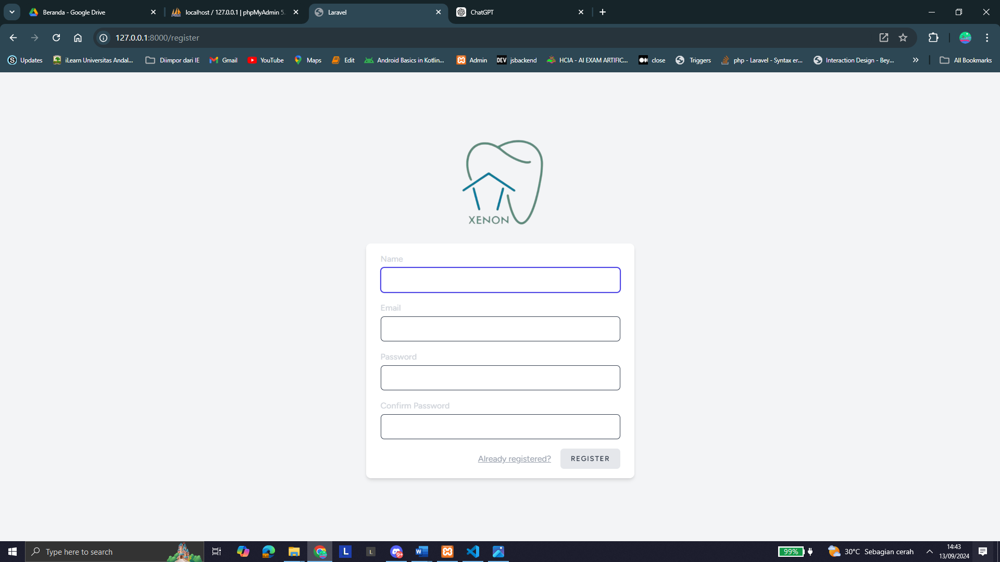 Beranda - Google Drive
localhost / 127.0.0.1 | phpMyAdmin 5.
Laravel
ChatGPT
127.0.0.1:8000/register
Updates
iLearn Universitas Andal...
Diimpor dari IE
Gmail
YouTube
Maps
Edit
Android Basics in Kotlin...
Admin
DEV jsbackend
HCIA - AI EXAM ARTIFIC...
close
Triggers
php - Laravel - Syntax er...
Interaction Design - Bey...
All Bookmarks
XENON
Name
Email
Password
Confirm Password
Already registered?
REGISTER
Type here to search
L
L
9+
W
99%
30°C Sebagian cerah
14:43
13/09/2024